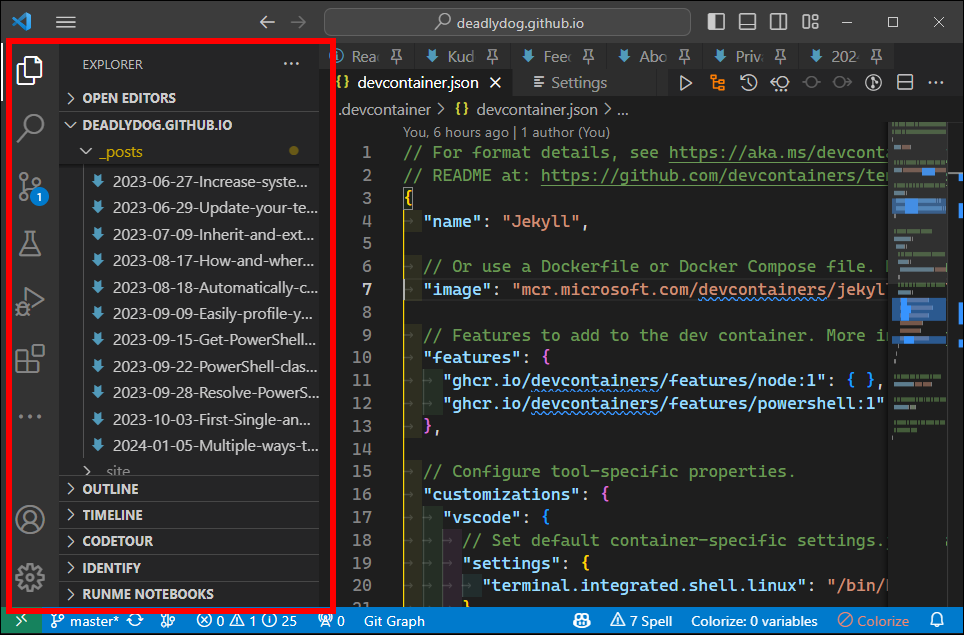 deadlydog.github.io
EXPLORER
OPEN EDITORS
DEADLYDOG.GITHUB.IO
_posts
2023-06-27-Increase-syste...
2023-06-29-Update-your-te...
2023-07-09-Inherit-and-ext...
2023-08-17-How-and-wher...
2023-08-18-Automatically-c...
2023-09-09-Easily-profile-y...
2023-09-15-Get-PowerShell...
2023-09-22-PowerShell-clas...
2023-09-28-Resolve-PowerS...
2023-10-03-First-Single-an...
2024-01-05-Multiple-ways-t...
_site
OUTLINE
TIMELINE
CODETOUR
IDENTIFY
RUNME NOTEBOOKS
1
Rea Kud Fee Abo Priv 202
{} devcontainer.json Settings
.devcontainer > {} devcontainer.json > ...
You, 6 hours ago | 1 author (You)
1 // For format details, see https://aka.ms/devconta
2 // README at: https://github.com/devcontainers/te
3 {
4 "name": "Jekyll",
5
6 // Or use a Dockerfile or Docker Compose file.
7 "image": "mcr.microsoft.com/devcontainers/jekyl
8
9 // Features to add to the dev container. More in
10 "features": {
11 "ghcr.io/devcontainers/features/node:1": { },
12 "ghcr.io/devcontainers/features/powershell:1"
13 },
14
15 // Configure tool-specific properties.
16 "customizations": {
17 "vscode": {
18 // Set default container-specific settings.
19 "settings": {
20 "terminal.integrated.shell.linux": "/bin/
21 }
master* 0 1 25 0 Git Graph 7 Spell Colorize: 0 variables Colorize